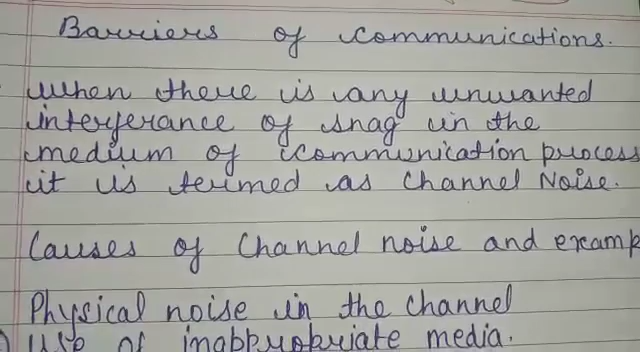 Barriers of communications.
when there is any unwanted
interferance of snag in the
medium of communication process
it is termed as Channel Noise.
Causes of Channel noise and examp
Physical noise in the channel
Use of inappropriate media.